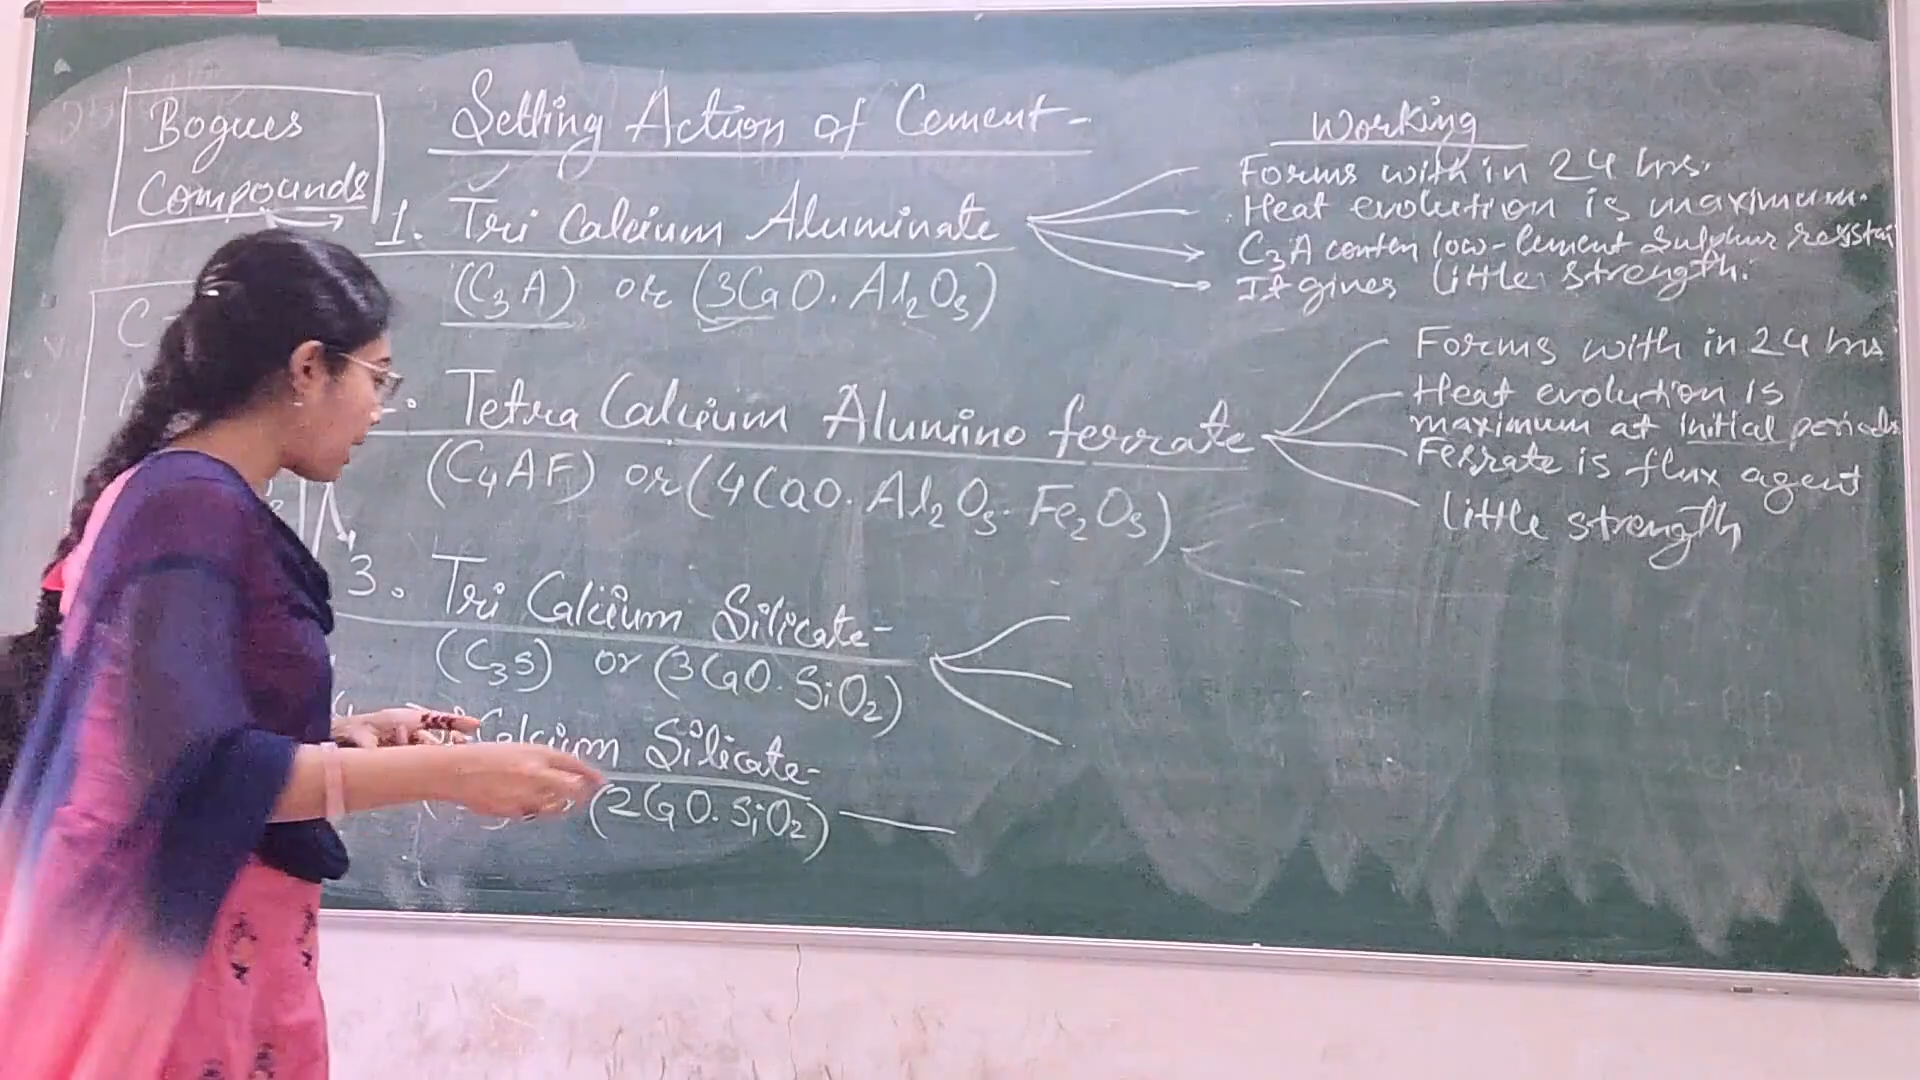 Bogues
Compounds
Setting Action of Cement-
1. Tri Calcium Aluminate
(C3A) or (3CaO. Al2O3)
Tetra Calcium Alumino ferrate
(C4AF) or (4CaO. Al2O3. Fe2O3)
3. Tri Calcium Silicate-
(C3S) or (3CaO. SiO2)
Calcium Silicate-
(2CaO. SiO2)
Working
Forms with in 24 hrs.
Heat evolution is maximum.
C3A conten low- Cement Sulphur
It gives little strength.
Forms with in 24 hrs
Heat evolution is
maximum at initial periods
Ferrate is flux agent
little strength